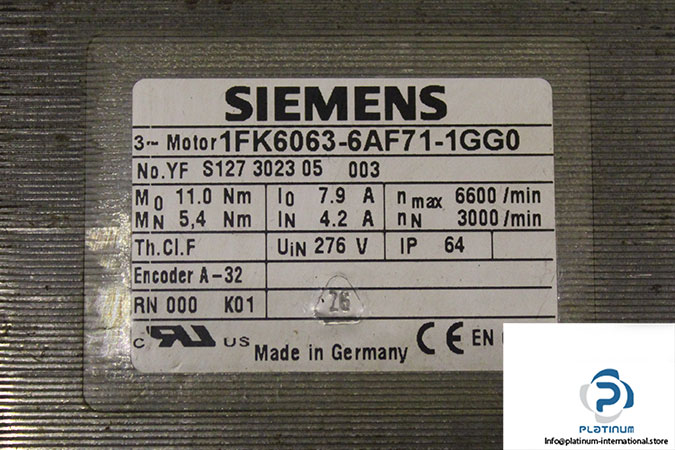 SIEMENS
3~ Motor 1FK6063-6AF71-1GG0
No.YF S127 3023 05 003
M0 11.0 Nm I0 7.9 A n max 6600 /min
MN 5,4 Nm IN 4.2 A nN 3000 /min
Th.Cl.F UiN 276 V IP 64
Encoder A-32
RN 000 K01 26
C US Made in Germany CE EN
PLATINUM
info@platinum-international.store